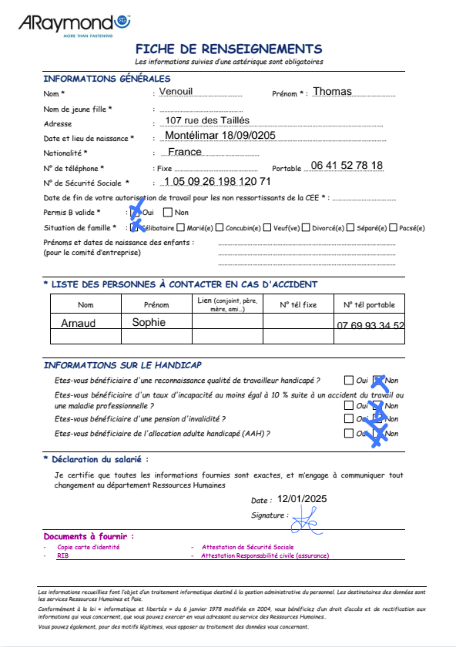 ARaymond
MORE THAN FASTENING
FICHE DE RENSEIGNEMENTS
Les informations suivies d'une astérisque sont obligatoires
INFORMATIONS GÉNÉRALES
Nom * : Venouil Prénom * : Thomas
Nom de jeune fille * :
Adresse : 107 rue des Taillés
Date et lieu de naissance * : Montélimar 18/09/0205
Nationalité * : France
N° de téléphone * : Fixe Portable 06 41 52 78 18
N° de Sécurité Sociale * : 1 05 09 26 198 120 71
Date de fin de votre autorisation de travail pour les non ressortissants de la CEE * :
Permis B valide * : Oui Non
Situation de famille * : Célibataire Marié(e) Concubin(e) Veuf(ve) Divorcé(e) Séparé(e) Pacsé(e)
Prénoms et dates de naissance des enfants :
(pour le comité d'entreprise)
* LISTE DES PERSONNES À CONTACTER EN CAS D'ACCIDENT
Nom Prénom Lien (conjoint, père, mère, ami…) N° tél fixe N° tél portable
Arnaud Sophie 07 69 93 34 52
INFORMATIONS SUR LE HANDICAP
Etes-vous bénéficiaire d'une reconnaissance qualité de travailleur handicapé ? Oui Non
Etes-vous bénéficiaire d'un taux d'incapacité au moins égal à 10 % suite à un accident du travail ou
une maladie professionnelle ? Oui Non
Etes-vous bénéficiaire d'une pension d'invalidité ? Oui Non
Etes-vous bénéficiaire de l'allocation adulte handicapé (AAH) ? Oui Non
* Déclaration du salarié :
Je certifie que toutes les informations fournies sont exactes, et m'engage à communiquer tout
changement au département Ressources Humaines
Date : 12/01/2025
Signature :
Documents à fournir :
- Copie carte d'identité - Attestation de Sécurité Sociale
- RIB - Attestation Responsabilité civile (assurance)
Les informations recueillies font l'objet d'un traitement informatique destiné à la gestion administrative du personnel. Les destinataires des données sont
les services Ressources Humaines et Paie.
Conformément à la loi « informatique et libertés » du 6 janvier 1978 modifiée en 2004, vous bénéficiez d'un droit d'accès et de rectification aux
informations qui vous concernent, que vous pouvez exercer en vous adressant au service des Ressources Humaines.
Vous pouvez également, pour des motifs légitimes, vous opposer au traitement des données vous concernant.